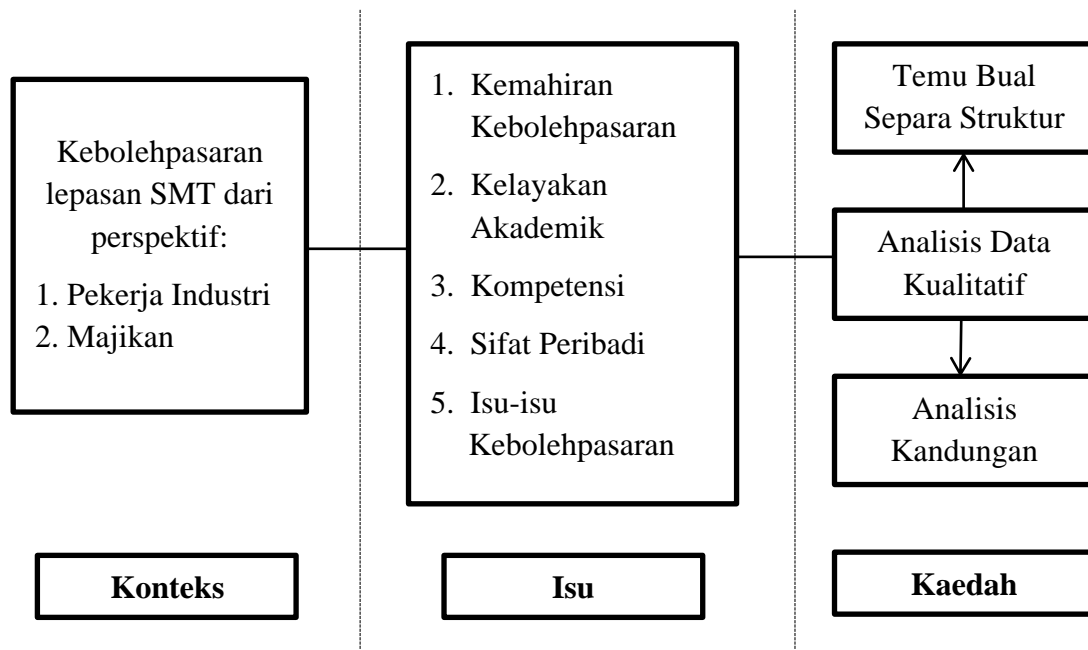 Kebolehpasaran
lepasan SMT dari
perspektif:
1. Pekerja Industri
2. Majikan
1. Kemahiran
Kebolehpasaran
2. Kelayakan
Akademik
3. Kompetensi
4. Sifat Peribadi
5. Isu-isu
Kebolehpasaran
Temu Bual
Separa Struktur
Analisis Data
Kualitatif
Analisis
Kandungan
Konteks
Isu
Kaedah